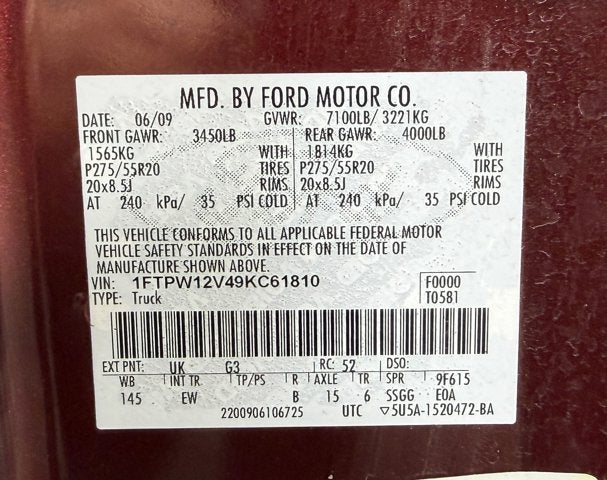 MFD. BY FORD MOTOR CO.
DATE: 06/09 GVWR: 7100LB/ 3221KG
FRONT GAWR: 3450LB REAR GAWR: 4000LB
1565KG WITH 1814KG WITH
P275/55R20 TIRES P275/55R20 TIRES
20x8.5J RIMS 20x8.5J RIMS
AT 240 kPa/ 35 PSI COLD AT 240 kPa/ 35 PSI COLD
THIS VEHICLE CONFORMS TO ALL APPLICABLE FEDERAL MOTOR
VEHICLE SAFETY STANDARDS IN EFFECT ON THE DATE OF
MANUFACTURE SHOWN ABOVE.
VIN: 1FTPW12V49KC61810 F0000
TYPE: Truck T0581
EXT PNT: UK G3 RC: 52 DSO:
WB INT TR TP/PS R AXLE TR SPR 9F615
145 EW B 15 6 SSGG E0A
2200906106725 UTC ▽5U5A-1520472-BA